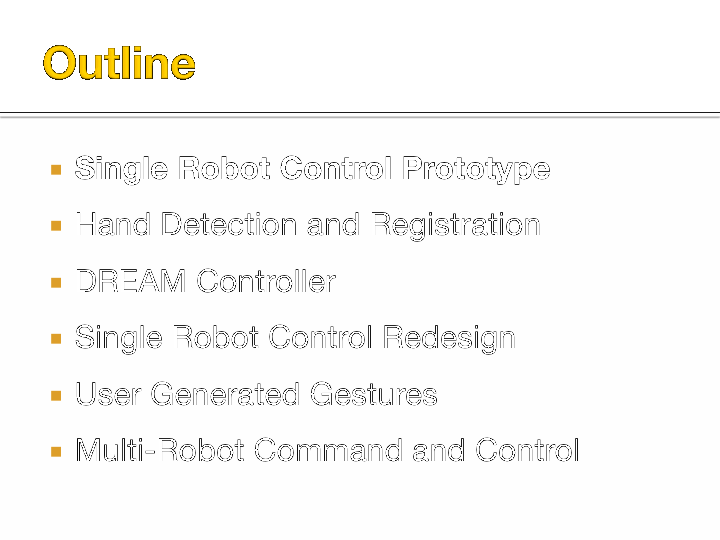 Outline
Single Robot Control Prototype
Hand Detection and Registration
DREAM Controller
Single Robot Control Redesign
User Generated Gestures
Multi-Robot Command and Control